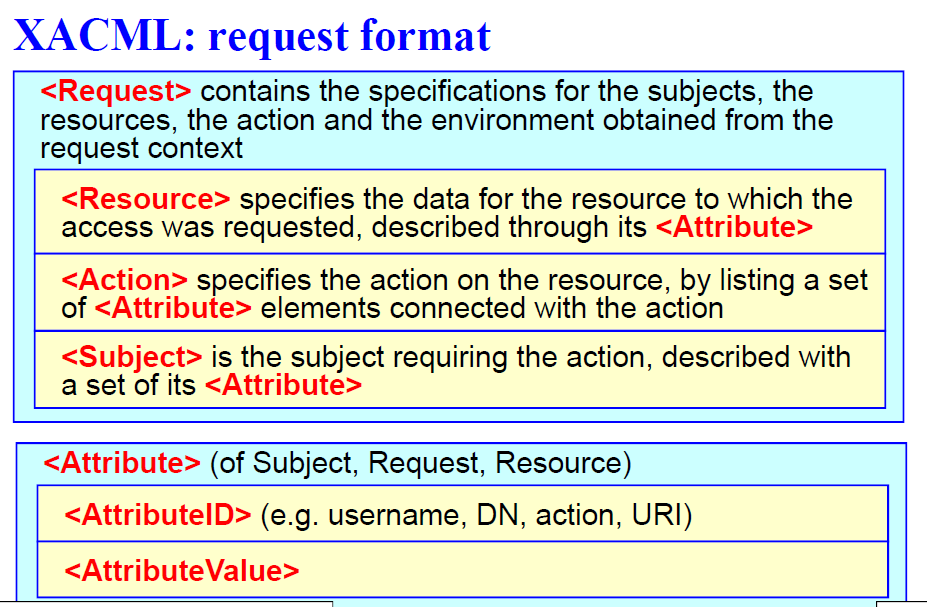 XACML: request format
<Request> contains the specifications for the subjects, the
resources, the action and the environment obtained from the
request context
<Resource> specifies the data for the resource to which the
access was requested, described through its <Attribute>
<Action> specifies the action on the resource, by listing a set
of <Attribute> elements connected with the action
<Subject> is the subject requiring the action, described with
a set of its <Attribute>
<Attribute> (of Subject, Request, Resource)
<AttributeID> (e.g. username, DN, action, URI)
<AttributeValue>